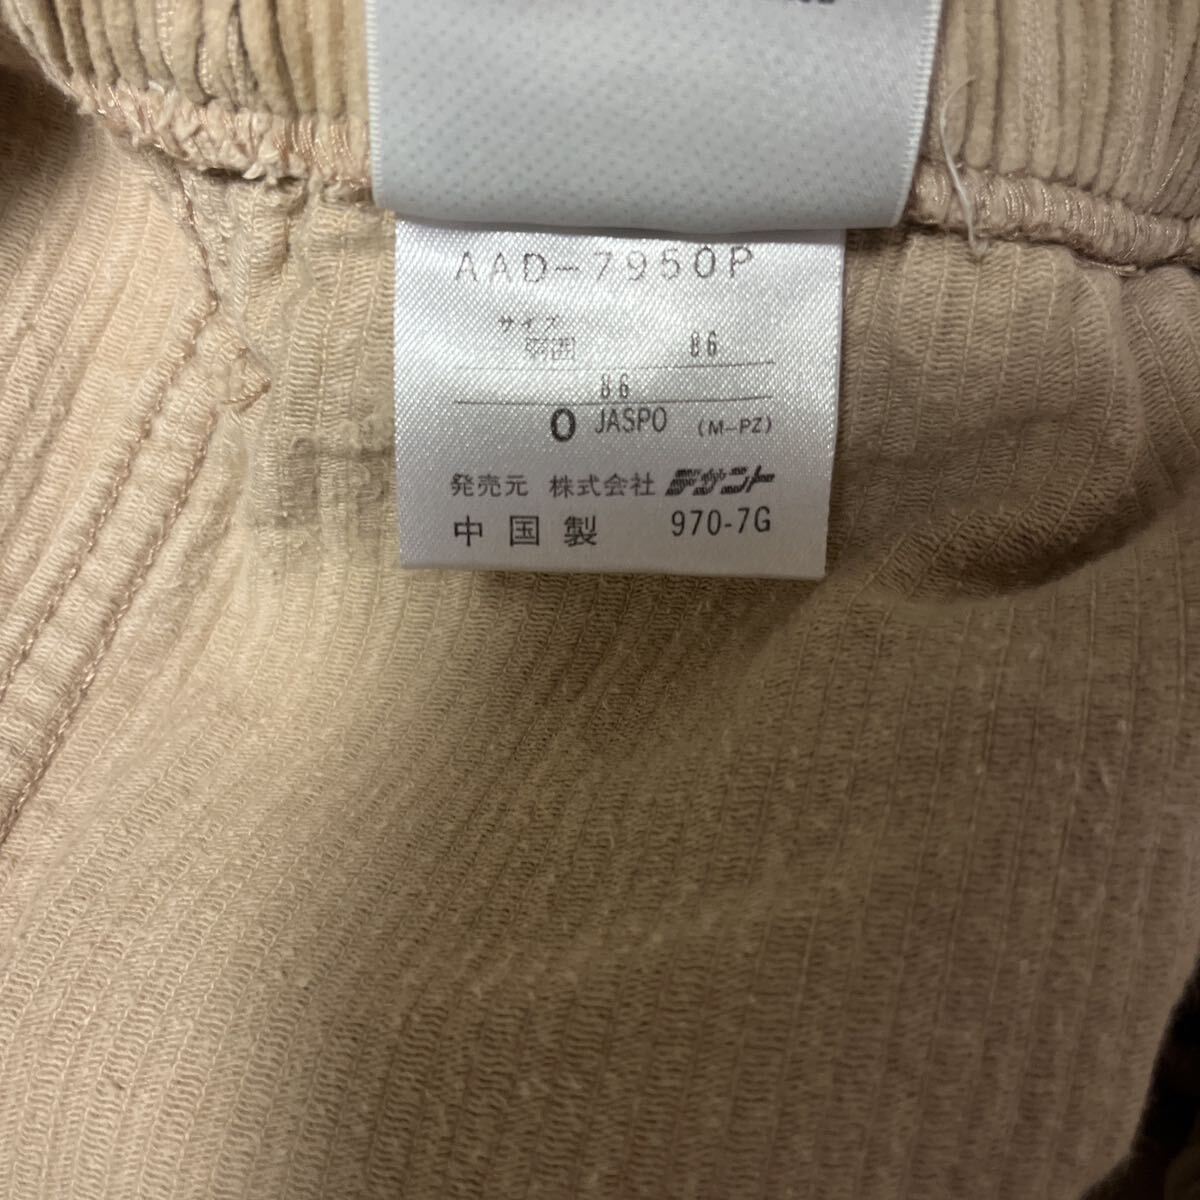 AAD-7950P
サイズ
胸囲 86
86
O JASPO (M-PZ)
発売元 株式会社 デサント
中国製 970-7G